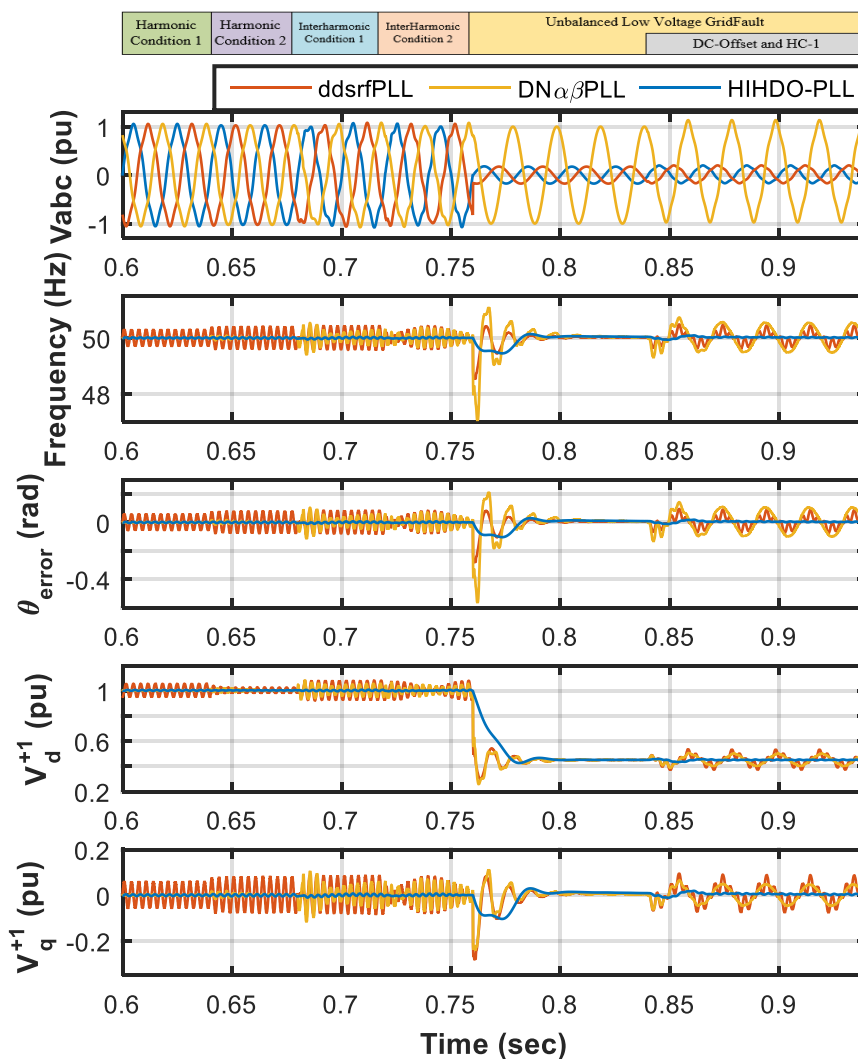 Harmonic Condition 1
Harmonic Condition 2
Interharmonic Condition 1
InterHarmonic Condition 2
Unbalanced Low Voltage GridFault
DC-Offset and HC-1
ddsrfPLL
DNαβPLL
HIHDO-PLL
Vabc (pu)
1
0
-1
0.6 0.65 0.7 0.75 0.8 0.85 0.9
Frequency (Hz)
50
48
0.6 0.65 0.7 0.75 0.8 0.85 0.9
θerror (rad)
0
-0.4
0.6 0.65 0.7 0.75 0.8 0.85 0.9
Vd+1 (pu)
1
0.6
0.2
0.6 0.65 0.7 0.75 0.8 0.85 0.9
Vq+1 (pu)
0.2
0
-0.2
0.6 0.65 0.7 0.75 0.8 0.85 0.9
Time (sec)